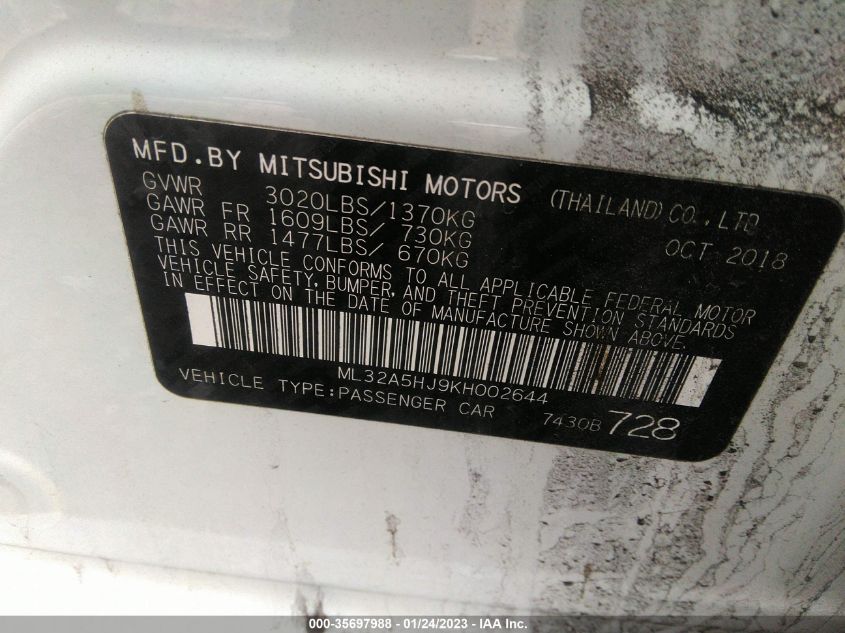 MFD.BY MITSUBISHI MOTORS (THAILAND) CO.,LTD
GVWR 3020LBS/1370KG OCT 2018
GAWR FR 1609LBS/ 730KG
GAWR RR 1477LBS/ 670KG
THIS VEHICLE CONFORMS TO ALL APPLICABLE FEDERAL MOTOR
VEHICLE SAFETY, BUMPER, AND THEFT PREVENTION STANDARDS
IN EFFECT ON THE DATE OF MANUFACTURE SHOWN ABOVE.
ML32A5HJ9KH002644
VEHICLE TYPE:PASSENGER CAR 7430B 728
000-35697988 - 01/24/2023 - IAA Inc.